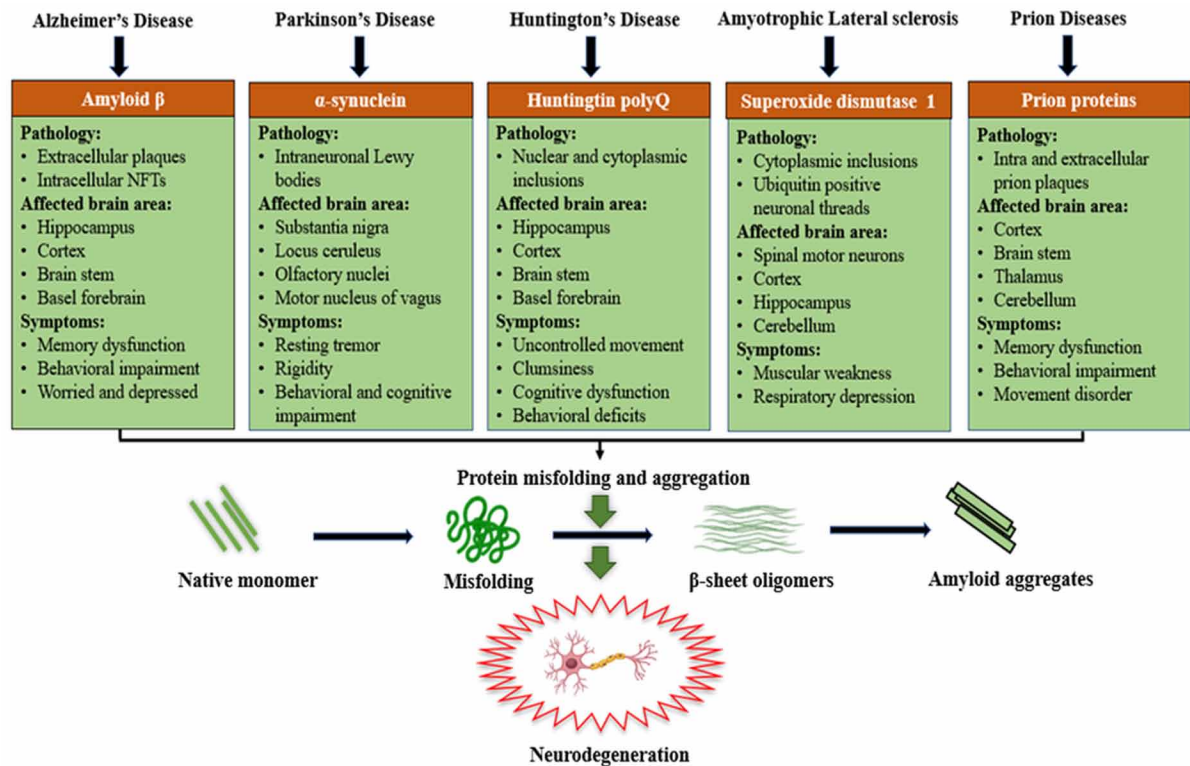 Alzheimer's Disease
Parkinson's Disease
Huntington's Disease
Amyotrophic Lateral sclerosis
Prion Diseases
Amyloid β
Pathology:
• Extracellular plaques
• Intracellular NFTs
Affected brain area:
• Hippocampus
• Cortex
• Brain stem
• Basel forebrain
Symptoms:
• Memory dysfunction
• Behavioral impairment
• Worried and depressed
α-synuclein
Pathology:
• Intraneuronal Lewy
bodies
Affected brain area:
• Substantia nigra
• Locus ceruleus
• Olfactory nuclei
• Motor nucleus of vagus
Symptoms:
• Resting tremor
• Rigidity
• Behavioral and cognitive
impairment
Huntingtin polyQ
Pathology:
• Nuclear and cytoplasmic
inclusions
Affected brain area:
• Hippocampus
• Cortex
• Brain stem
• Basel forebrain
Symptoms:
• Uncontrolled movement
• Clumsiness
• Cognitive dysfunction
• Behavioral deficits
Superoxide dismutase 1
Pathology:
• Cytoplasmic inclusions
• Ubiquitin positive
neuronal threads
Affected brain area:
• Spinal motor neurons
• Cortex
• Hippocampus
• Cerebellum
Symptoms:
• Muscular weakness
• Respiratory depression
Prion proteins
Pathology:
• Intra and extracellular
prion plaques
Affected brain area:
• Cortex
• Brain stem
• Thalamus
• Cerebellum
Symptoms:
• Memory dysfunction
• Behavioral impairment
• Movement disorder
Protein misfolding and aggregation
Native monomer
Misfolding
β-sheet oligomers
Amyloid aggregates
Neurodegeneration